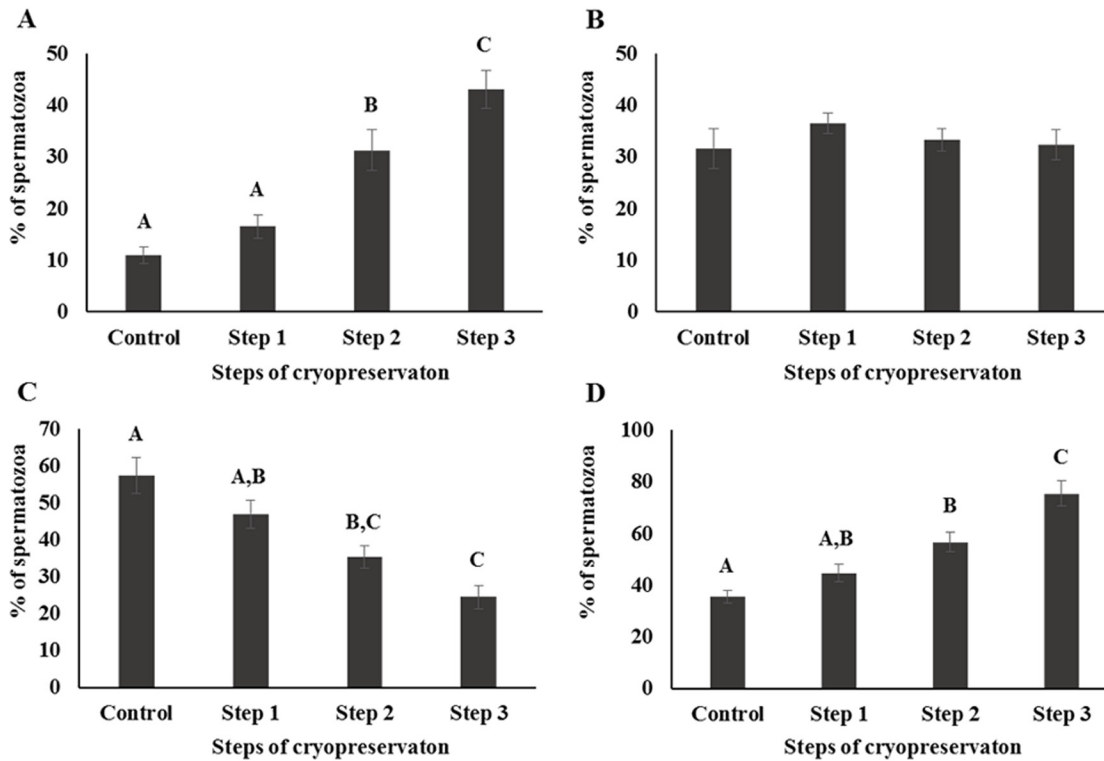 A
50
40
30
20
10
0
% of spermatozoa
A
A
B
C
Control Step 1 Step 2 Step 3
Steps of cryopreservaton
B
50
40
30
20
10
0
% of spermatozoa
Control Step 1 Step 2 Step 3
Steps of cryopreservaton
C
70
60
50
40
30
20
10
0
% of spermatozoa
A
A,B
B,C
C
Control Step 1 Step 2 Step 3
Steps of cryopreservaton
D
100
80
60
40
20
0
% of spermatozoa
A
A,B
B
C
Control Step 1 Step 2 Step 3
Steps of cryopreservaton